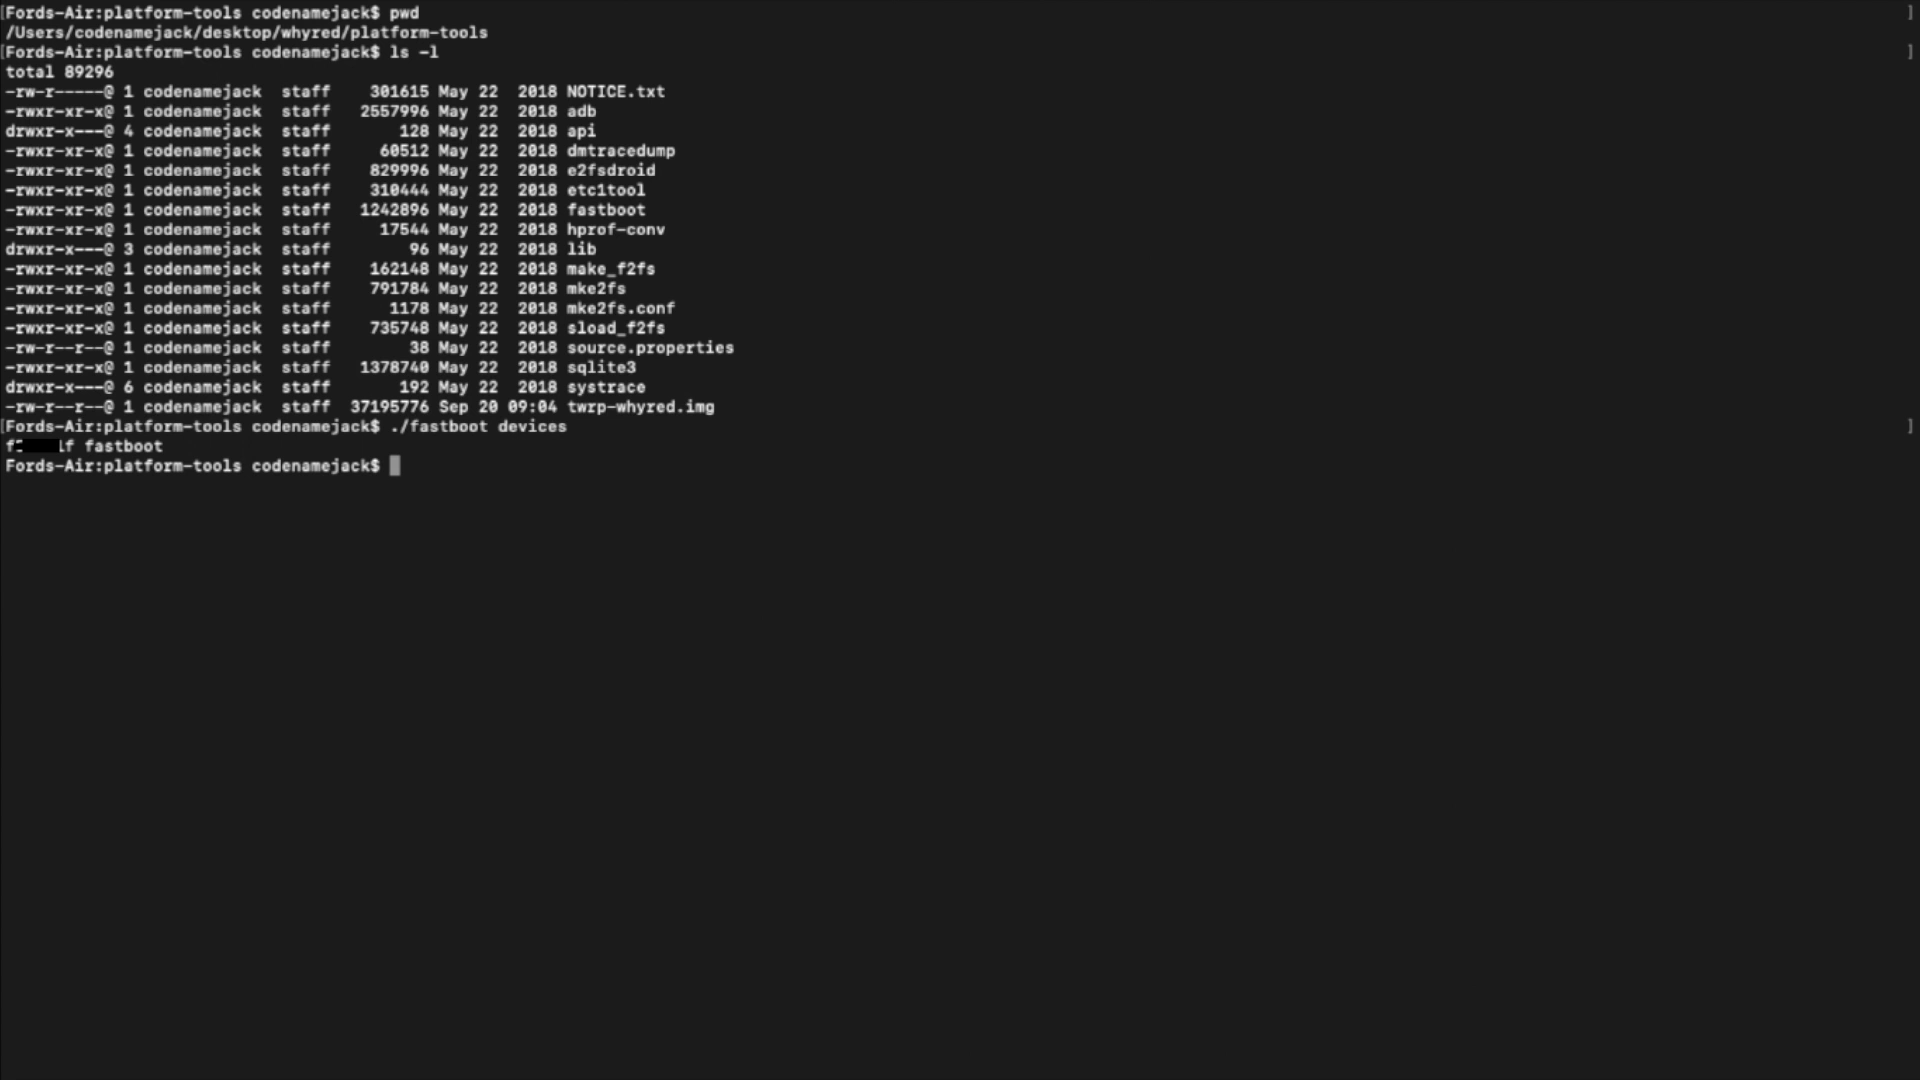 [Fords-Air:platform-tools codenamejack$ pwd ]
/Users/codenamejack/desktop/whyred/platform-tools
[Fords-Air:platform-tools codenamejack$ ls -l ]
total 89296
-rw-r-----@ 1 codenamejack  staff    301615 May 22  2018 NOTICE.txt
-rwxr-xr-x@ 1 codenamejack  staff   2557996 May 22  2018 adb
drwxr-x---@ 4 codenamejack  staff       128 May 22  2018 api
-rwxr-xr-x@ 1 codenamejack  staff     60512 May 22  2018 dmtracedump
-rwxr-xr-x@ 1 codenamejack  staff    829996 May 22  2018 e2fsdroid
-rwxr-xr-x@ 1 codenamejack  staff    310444 May 22  2018 etc1tool
-rwxr-xr-x@ 1 codenamejack  staff   1242896 May 22  2018 fastboot
-rwxr-xr-x@ 1 codenamejack  staff     17544 May 22  2018 hprof-conv
drwxr-x---@ 3 codenamejack  staff        96 May 22  2018 lib
-rwxr-xr-x@ 1 codenamejack  staff    162148 May 22  2018 make_f2fs
-rwxr-xr-x@ 1 codenamejack  staff    791784 May 22  2018 mke2fs
-rwxr-xr-x@ 1 codenamejack  staff      1178 May 22  2018 mke2fs.conf
-rwxr-xr-x@ 1 codenamejack  staff    735748 May 22  2018 sload_f2fs
-rw-r--r--@ 1 codenamejack  staff        38 May 22  2018 source.properties
-rwxr-xr-x@ 1 codenamejack  staff   1378740 May 22  2018 sqlite3
drwxr-x---@ 6 codenamejack  staff       192 May 22  2018 systrace
-rw-r--r--@ 1 codenamejack  staff  37195776 Sep 20 09:04 twrp-whyred.img
[Fords-Air:platform-tools codenamejack$ ./fastboot devices ]
fastboot
Fords-Air:platform-tools codenamejack$